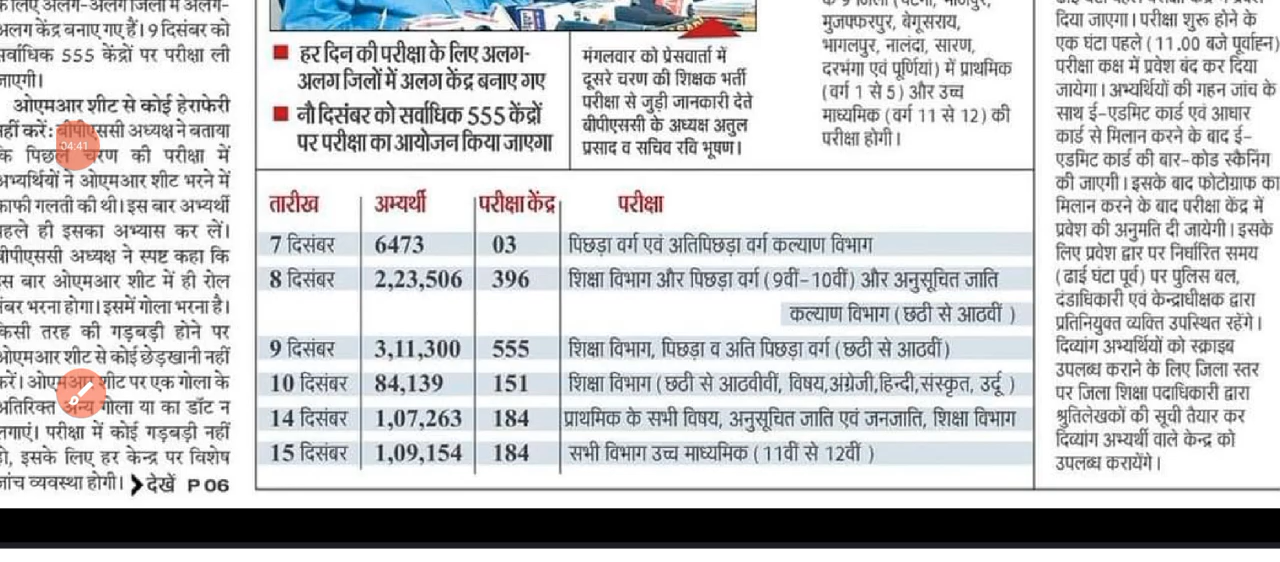 के लिए अलग-अलग जिलों में अलग-
अलग केंद्र बनाए गए हैं। 9 दिसंबर को
सर्वाधिक 555 केंद्रों पर परीक्षा ली
जाएगी।
ओएमआर शीट से कोई हेराफेरी
नहीं करें: बीपीएससी अध्यक्ष ने बताया
कि पिछले चरण की परीक्षा में
अभ्यर्थियों ने ओएमआर शीट भरने में
काफी गलती की थी। इस बार अभ्यर्थी
पहले ही इसका अभ्यास कर लें।
बीपीएससी अध्यक्ष ने स्पष्ट कहा कि
इस बार ओएमआर शीट में ही रोल
नंबर भरना होगा। इसमें गोला भरना है।
किसी तरह की गड़बड़ी होने पर
ओएमआर शीट से कोई छेड़खानी नहीं
करें। ओएमआर शीट पर एक गोला के
अतिरिक्त अन्य गोला या का डॉट न
लगाएं। परीक्षा में कोई गड़बड़ी नहीं
हो, इसके लिए हर केन्द्र पर विशेष
जांच व्यवस्था होगी। ❯देखें P 06
04:41
■ हर दिन की परीक्षा के लिए अलग-
अलग जिलों में अलग केंद्र बनाए गए
■ नौ दिसंबर को सर्वाधिक 555 केंद्रों
पर परीक्षा का आयोजन किया जाएगा
मंगलवार को प्रेसवार्ता में
दूसरे चरण की शिक्षक भर्ती
परीक्षा से जुड़ी जानकारी देते
बीपीएससी के अध्यक्ष अतुल
प्रसाद व सचिव रवि भूषण।
मुजफ्फरपुर, बेगूसराय,
भागलपुर, नालंदा, सारण,
दरभंगा एवं पूर्णियां) में प्राथमिक
(वर्ग 1 से 5) और उच्च
माध्यमिक (वर्ग 11 से 12) की
परीक्षा होगी।
तारीख अभ्यर्थी परीक्षा केंद्र परीक्षा
7 दिसंबर 6473 03 पिछड़ा वर्ग एवं अतिपिछड़ा वर्ग कल्याण विभाग
8 दिसंबर 2,23,506 396 शिक्षा विभाग और पिछड़ा वर्ग (9वीं-10वीं) और अनुसूचित जाति
कल्याण विभाग (छठी से आठवीं )
9 दिसंबर 3,11,300 555 शिक्षा विभाग, पिछड़ा व अति पिछड़ा वर्ग (छठी से आठवीं)
10 दिसंबर 84,139 151 शिक्षा विभाग ( छठी से आठवीवीं, विषय,अंग्रेजी,हिन्दी,संस्कृत, उर्दू )
14 दिसंबर 1,07,263 184 प्राथमिक के सभी विषय, अनुसूचित जाति एवं जनजाति, शिक्षा विभाग
15 दिसंबर 1,09,154 184 सभी विभाग उच्च माध्यमिक ( 11वीं से 12वीं )
दिया जाएगा। परीक्षा शुरू होने के
एक घंटा पहले ( 11.00 बजे पूर्वाह्न)
परीक्षा कक्ष में प्रवेश बंद कर दिया
जायेगा। अभ्यर्थियों की गहन जांच के
साथ ई-एडमिट कार्ड एवं आधार
कार्ड से मिलान करने के बाद ई-
एडमिट कार्ड की बार-कोड स्कैनिंग
की जाएगी। इसके बाद फोटोग्राफ का
मिलान करने के बाद परीक्षा केंद्र में
प्रवेश की अनुमति दी जायेगी। इसके
लिए प्रवेश द्वार पर निर्धारित समय
(ढाई घंटा पूर्व) पर पुलिस बल,
दंडाधिकारी एवं केन्द्राधीक्षक द्वारा
प्रतिनियुक्त व्यक्ति उपस्थित रहेंगे।
दिव्यांग अभ्यर्थियों को स्क्राइब
उपलब्ध कराने के लिए जिला स्तर
पर जिला शिक्षा पदाधिकारी द्वारा
श्रुतिलेखकों की सूची तैयार कर
दिव्यांग अभ्यर्थी वाले केन्द्र को
उपलब्ध करायेंगे।